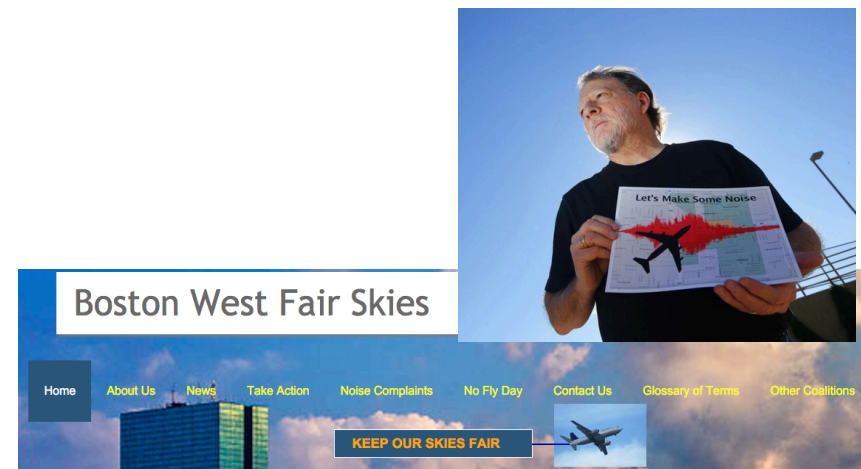 Let's Make Some Noise
Boston West Fair Skies
Home About Us News Take Action Noise Complaints No Fly Day Contact Us Glossary of Terms Other Coalitions
KEEP OUR SKIES FAIR